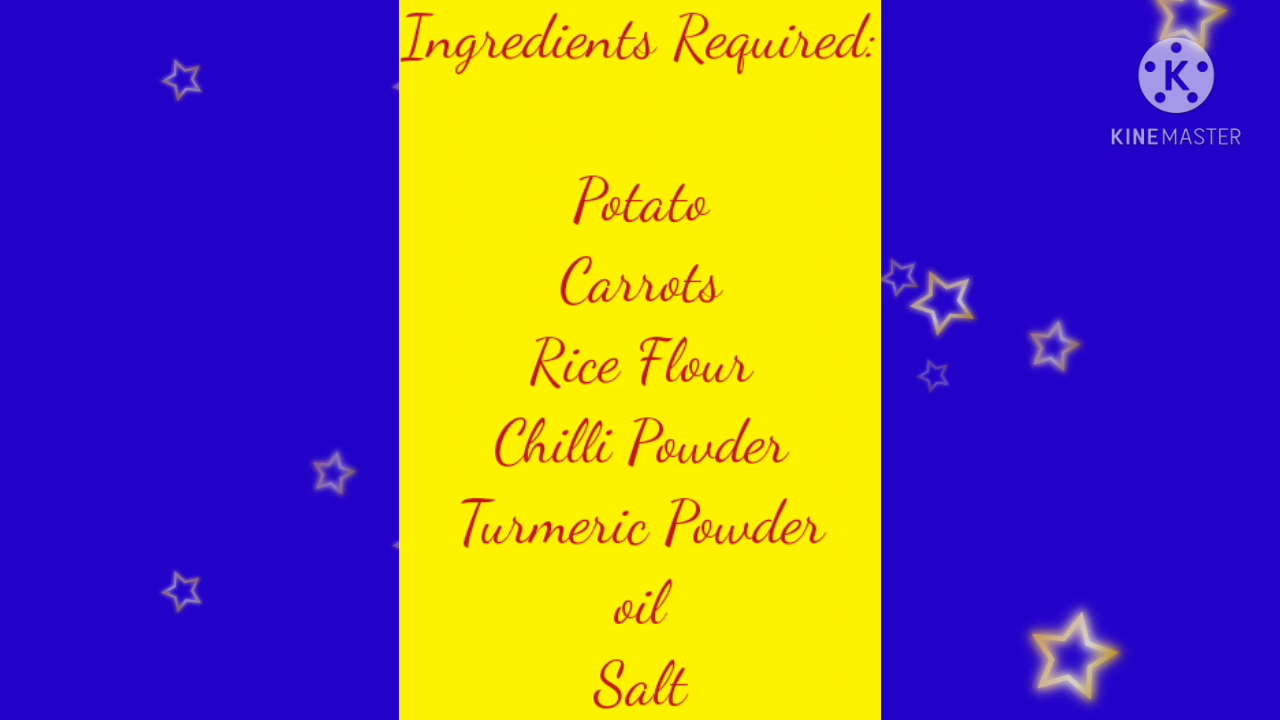 Ingredients Required:
K
KINEMASTER
Potato
Carrots
Rice Flour
Chilli Powder
Turmeric Powder
oil
Salt